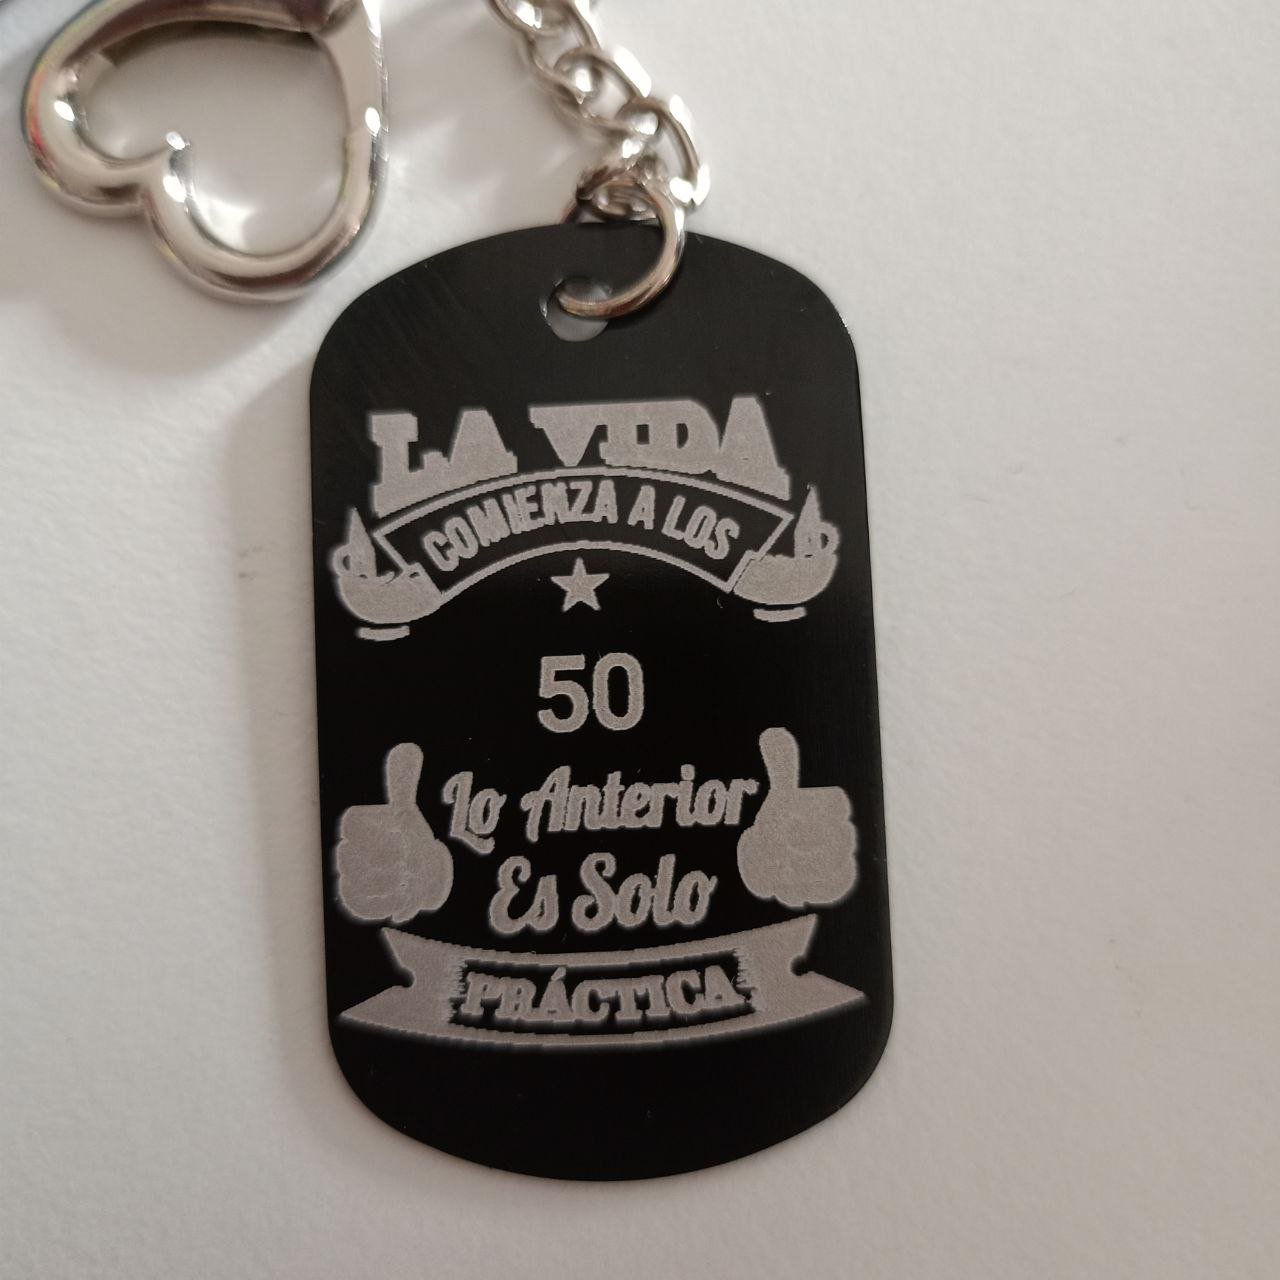 LA VIDA
COMIENZA A LOS
50
Lo Anterior
Es Solo
PRÁCTICA